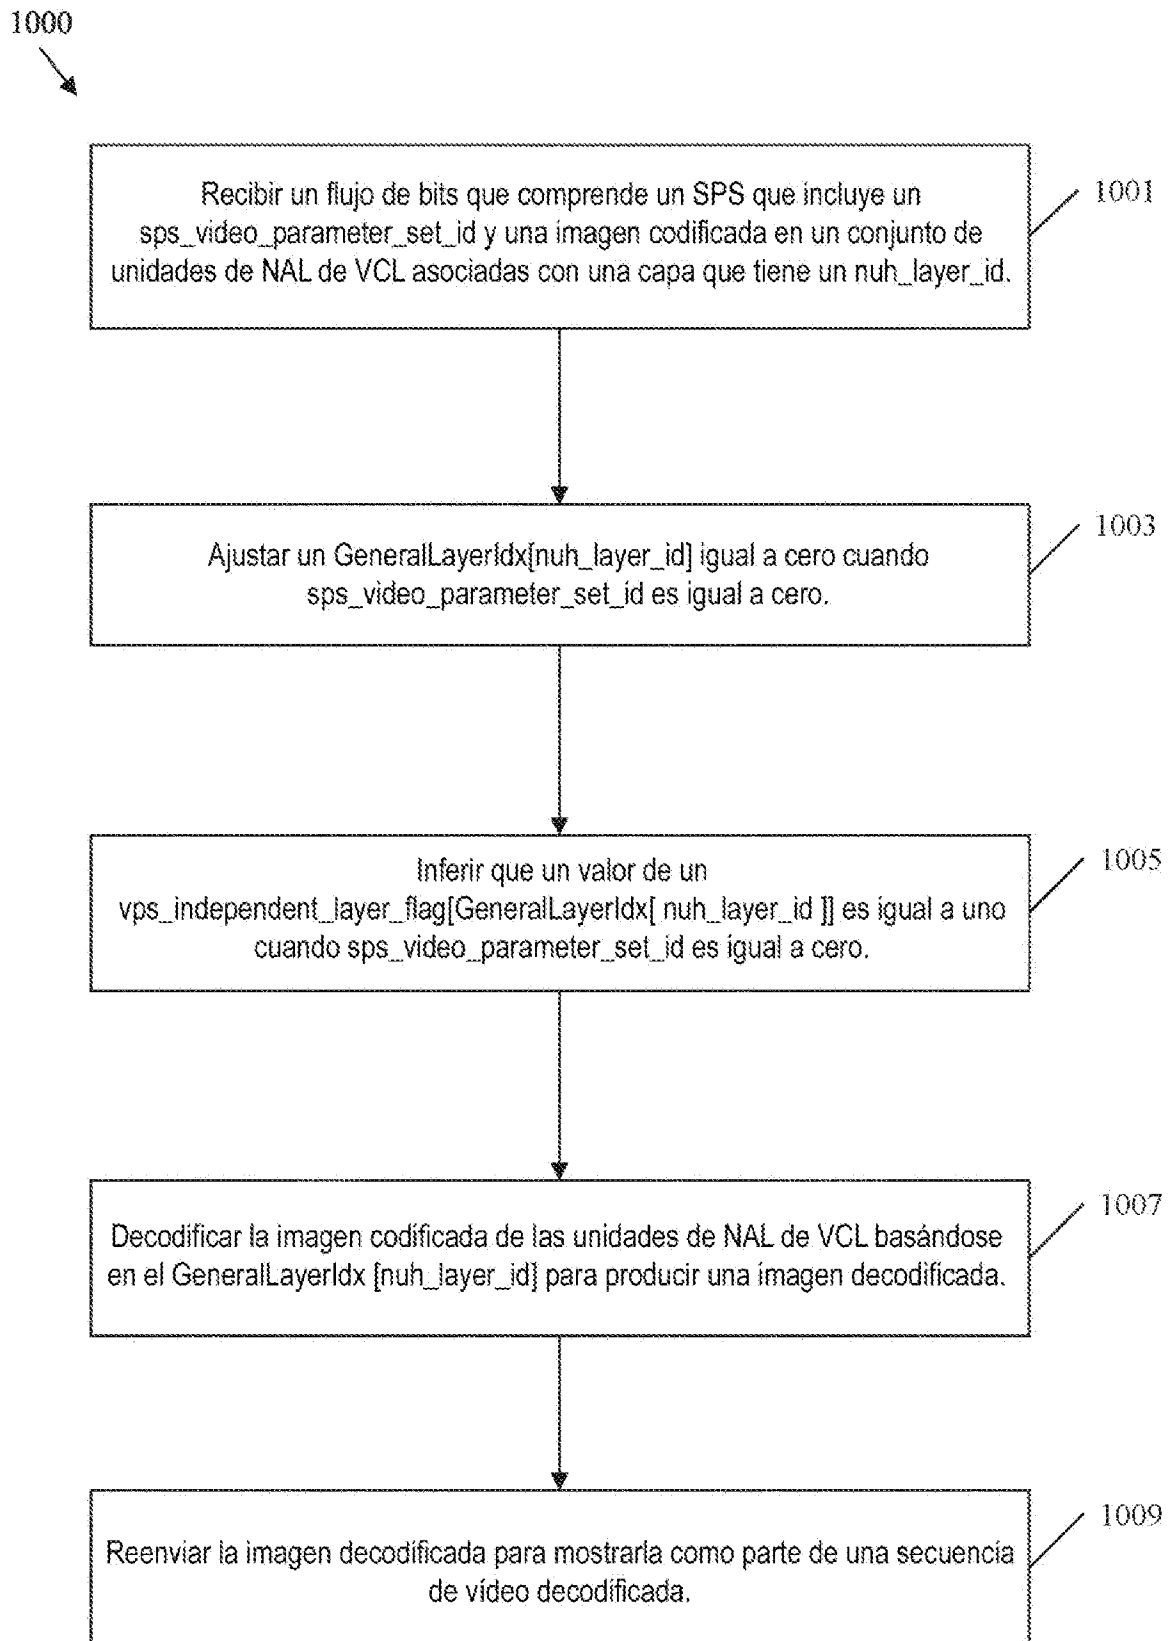 1000
Recibir un flujo de bits que comprende un SPS que incluye un
sps_video_parameter_set_id y una imagen codificada en un conjunto de
unidades de NAL de VCL asociadas con una capa que tiene un nuh_layer_id.
1001
Ajustar un GeneralLayerIdx[nuh_layer_id] igual a cero cuando
sps_video_parameter_set_id es igual a cero.
1003
Inferir que un valor de un
vps_independent_layer_flag[GeneralLayerIdx[ nuh_layer_id ]] es igual a uno
cuando sps_video_parameter_set_id es igual a cero.
1005
Decodificar la imagen codificada de las unidades de NAL de VCL basándose
en el GeneralLayerIdx [nuh_layer_id] para producir una imagen decodificada.
1007
Reenviar la imagen decodificada para mostrarla como parte de una secuencia
de vídeo decodificada.
1009